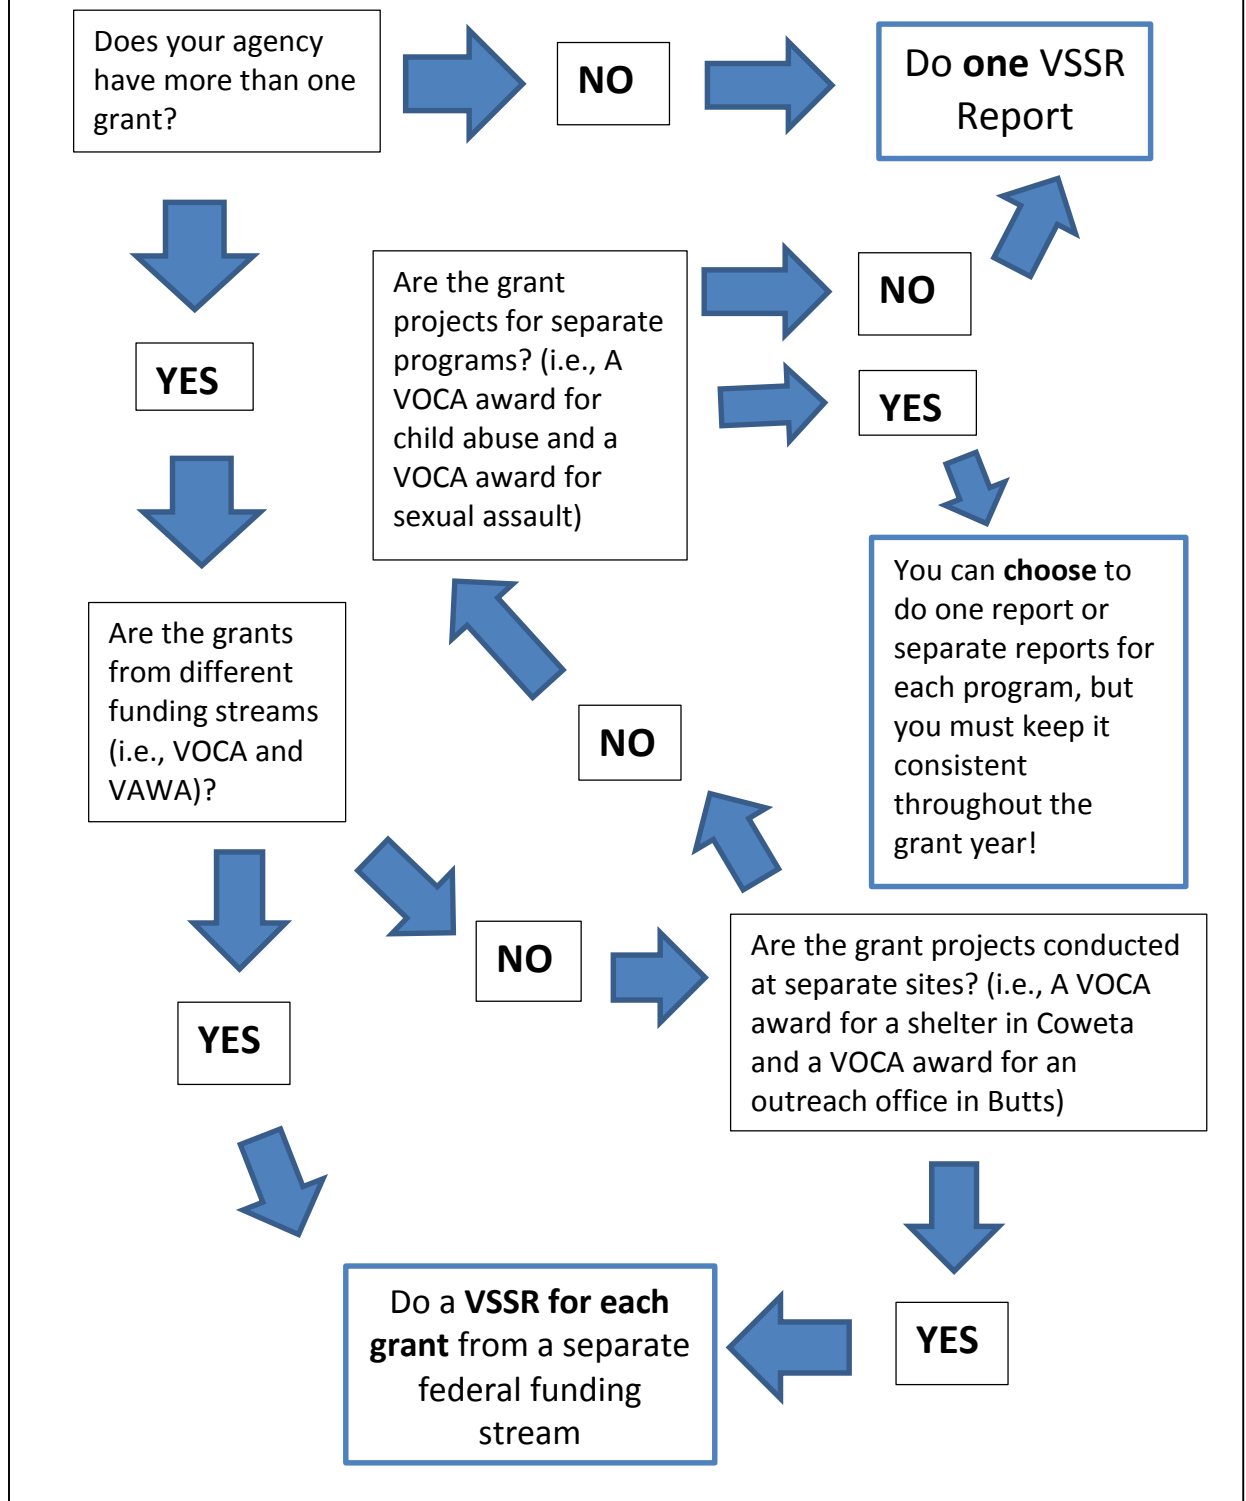 Does your agency
have more than one
grant?
NO
Do one VSSR
Report
YES
Are the grant
projects for separate
programs? (i.e., A
VOCA award for
child abuse and a
VOCA award for
sexual assault)
NO
YES
You can choose to
do one report or
separate reports for
each program, but
you must keep it
consistent
throughout the
grant year!
Are the grants
from different
funding streams
(i.e., VOCA and
VAWA)?
NO
NO
Are the grant projects conducted
at separate sites? (i.e., A VOCA
award for a shelter in Coweta
and a VOCA award for an
outreach office in Butts)
YES
YES
Do a VSSR for each
grant from a separate
federal funding
stream